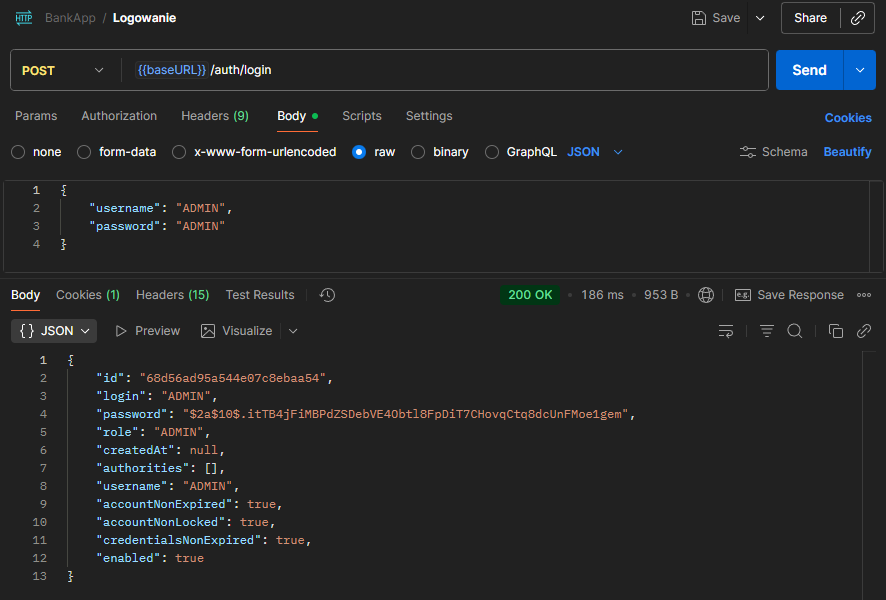 HTTP BankApp / Logowanie Save Share
POST {{baseURL}} /auth/login Send
Params Authorization Headers (9) Body Scripts Settings Cookies
none form-data x-www-form-urlencoded raw binary GraphQL JSON Schema Beautify
1 {
2 "username": "ADMIN",
3 "password": "ADMIN"
4 }
Body Cookies (1) Headers (15) Test Results 200 OK 186 ms 953 B e.g. Save Response
{} JSON Preview Visualize
1 {
2 "id": "68d56ad95a544e07c8ebaa54",
3 "login": "ADMIN",
4 "password": "$2a$10$.itTB4jFiMBPdZSDebVE4Obtl8FpDiT7CHovqCtq8dcUnFMoe1gem",
5 "role": "ADMIN",
6 "createdAt": null,
7 "authorities": [],
8 "username": "ADMIN",
9 "accountNonExpired": true,
10 "accountNonLocked": true,
11 "credentialsNonExpired": true,
12 "enabled": true
13 }